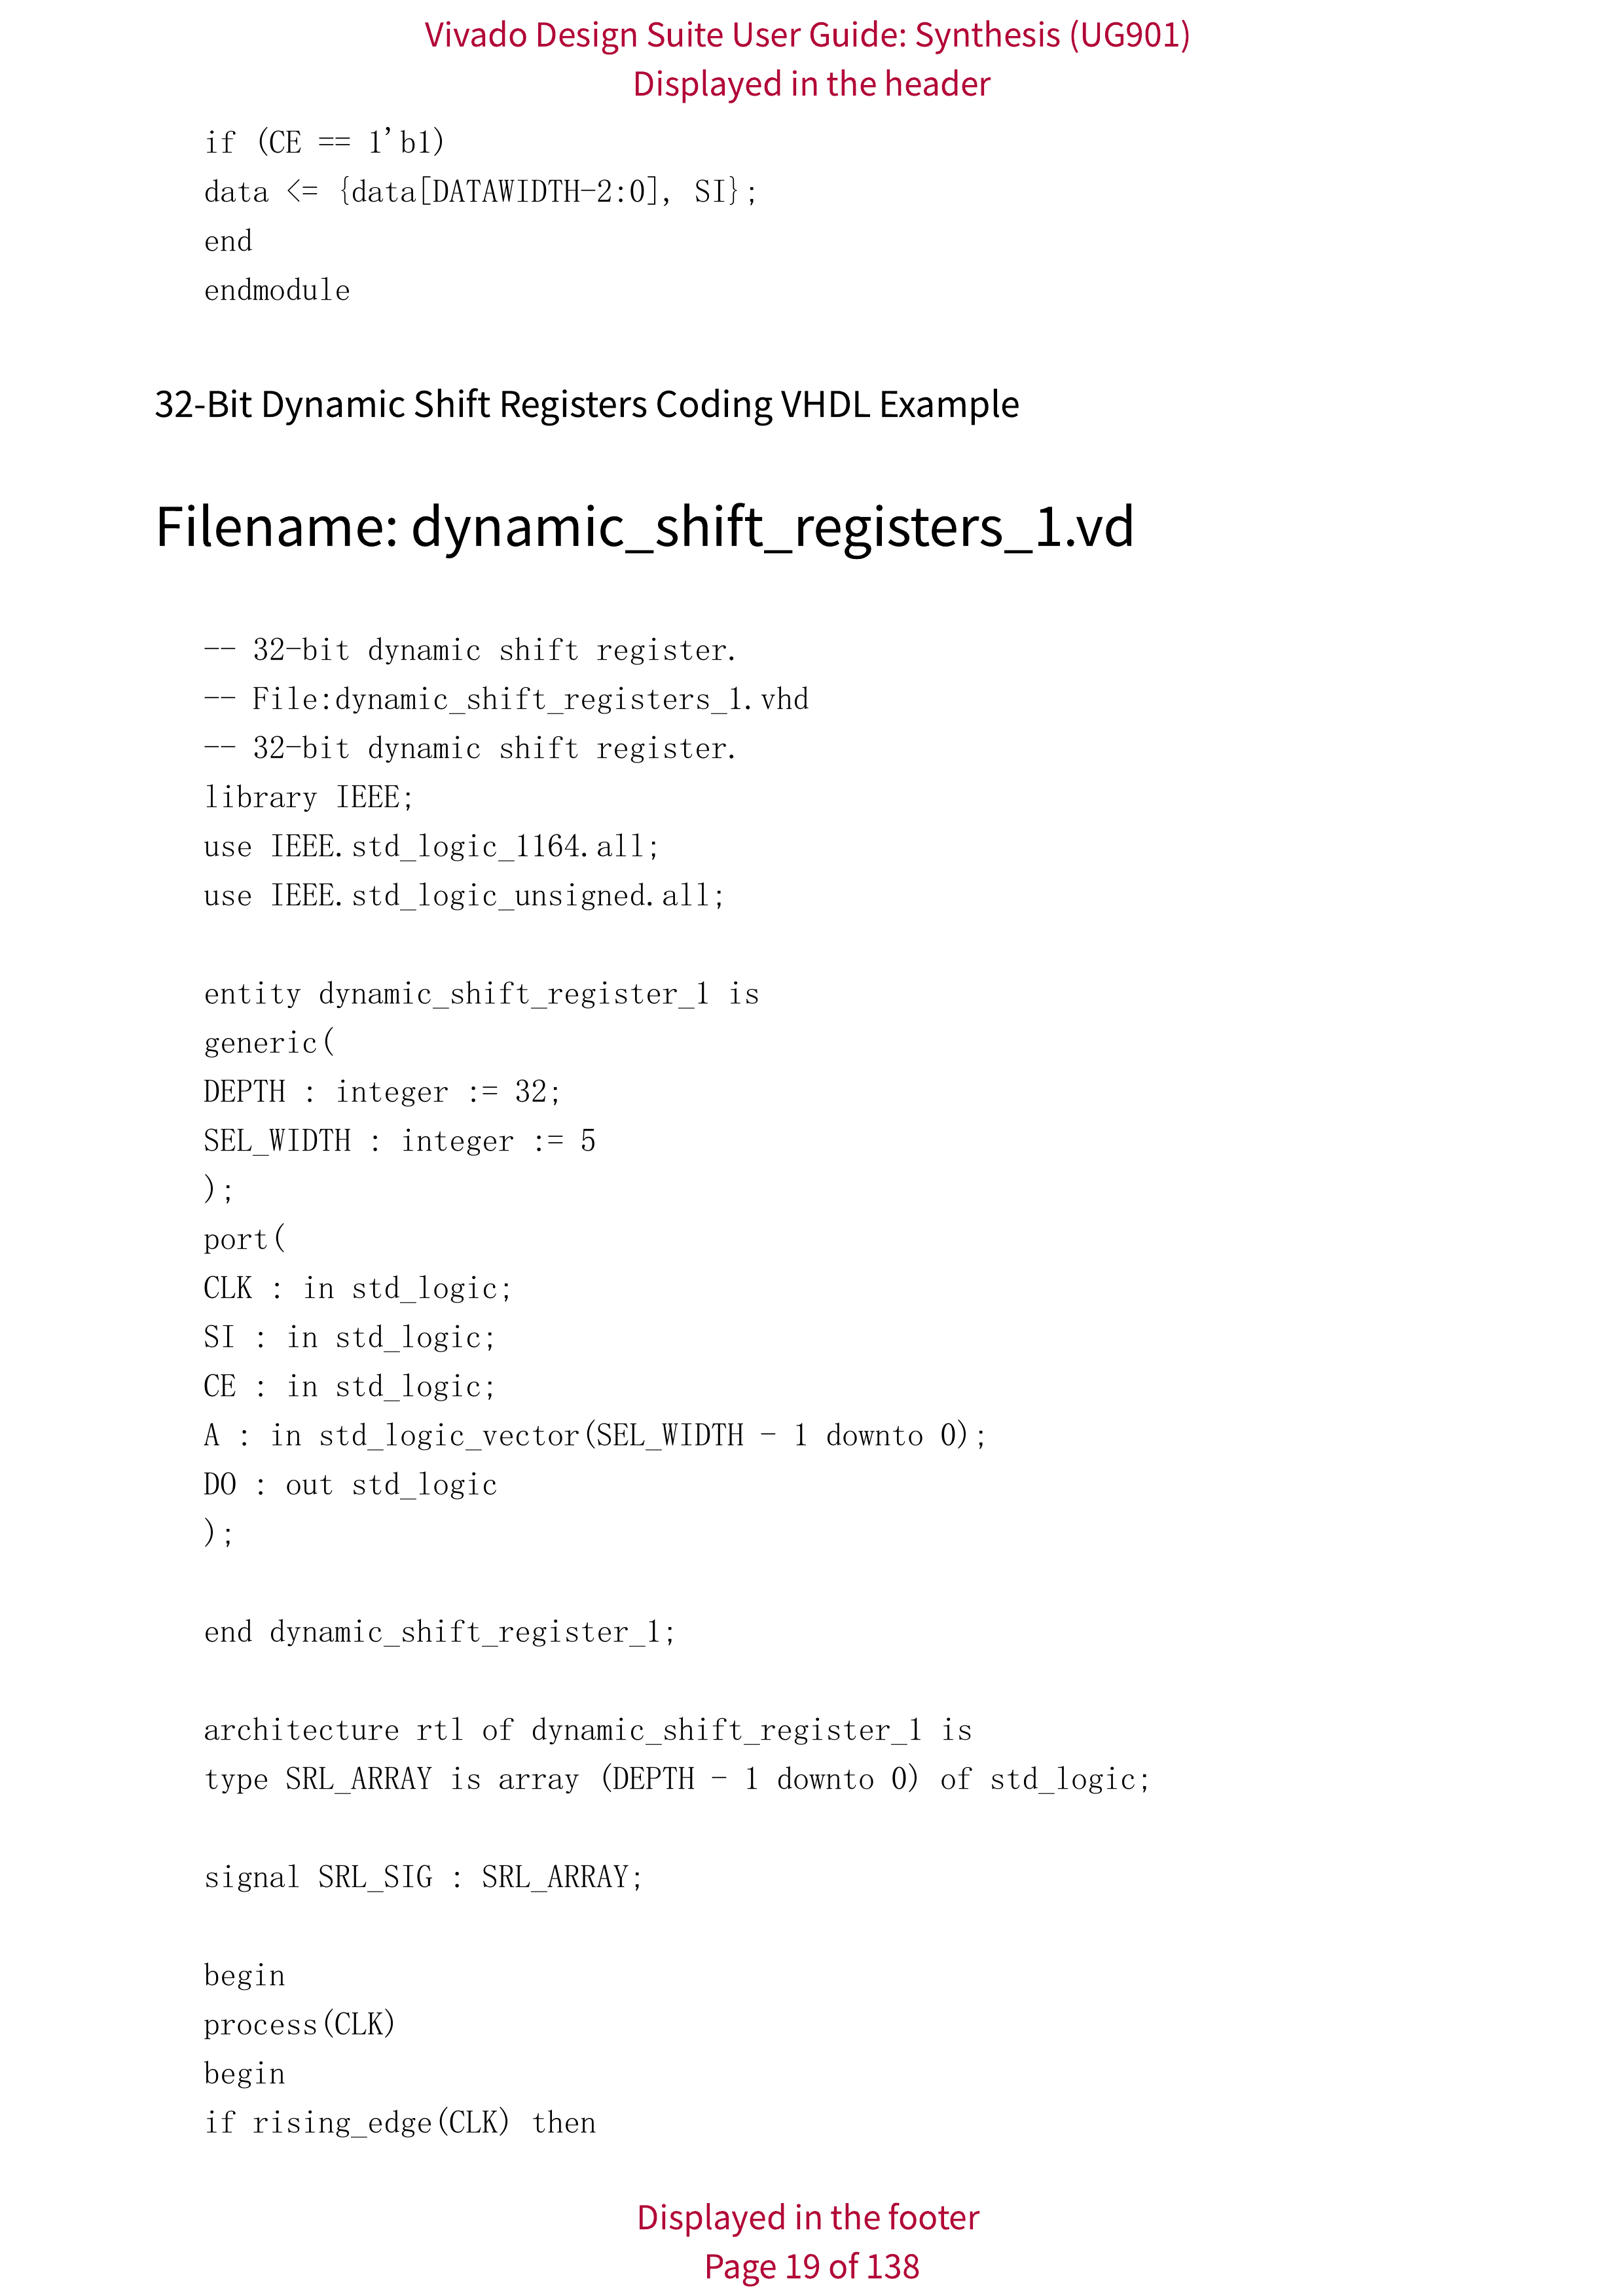 Vivado Design Suite User Guide: Synthesis (UG901)
Displayed in the header
if (CE == 1'b1)
data <= {data[DATAWIDTH-2:0], SI};
end
endmodule
32-Bit Dynamic Shift Registers Coding VHDL Example
Filename: dynamic_shift_registers_1.vd
-- 32-bit dynamic shift register.
-- File:dynamic_shift_registers_1.vhd
-- 32-bit dynamic shift register.
library IEEE;
use IEEE.std_logic_1164.all;
use IEEE.std_logic_unsigned.all;
entity dynamic_shift_register_1 is
generic(
DEPTH : integer := 32;
SEL_WIDTH : integer := 5
);
port(
CLK : in std_logic;
SI : in std_logic;
CE : in std_logic;
A : in std_logic_vector(SEL_WIDTH - 1 downto 0);
DO : out std_logic
);
end dynamic_shift_register_1;
architecture rtl of dynamic_shift_register_1 is
type SRL_ARRAY is array (DEPTH - 1 downto 0) of std_logic;
signal SRL_SIG : SRL_ARRAY;
begin
process(CLK)
begin
if rising_edge(CLK) then
Displayed in the footer
Page 19 of 138